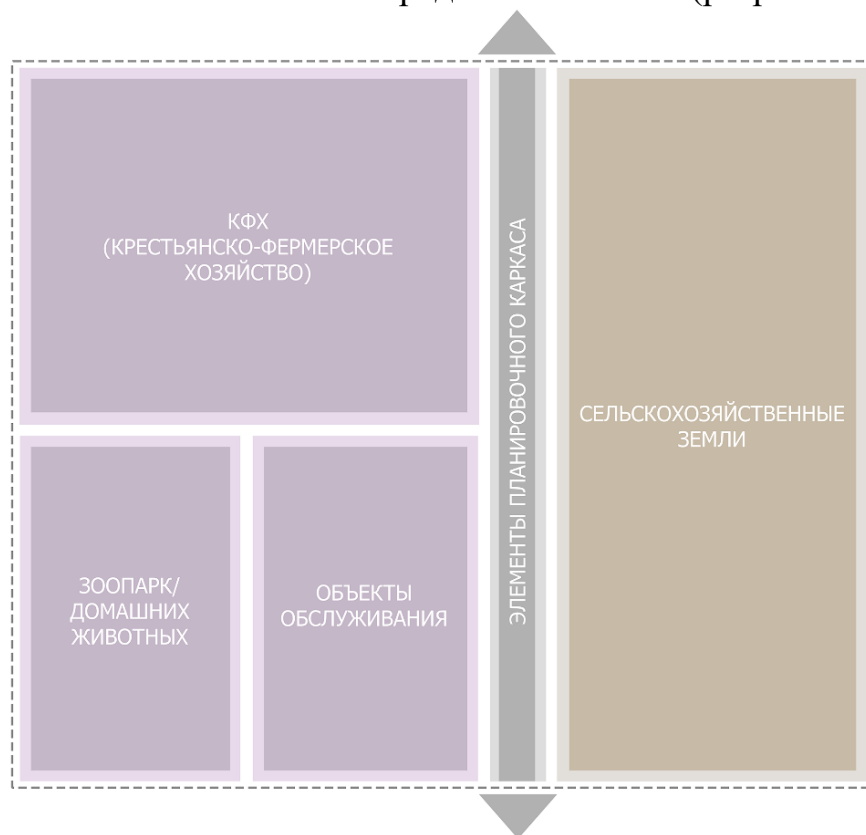 КФХ
(КРЕСТЬЯНСКО-ФЕРМЕРСКОЕ
ХОЗЯЙСТВО)
ЗООПАРК/
ДОМАШНИХ
ЖИВОТНЫХ
ОБЪЕКТЫ
ОБСЛУЖИВАНИЯ
ЭЛЕМЕНТЫ ПЛАНИРОВОЧНОГО КАРКАСА
СЕЛЬСКОХОЗЯЙСТВЕННЫЕ
ЗЕМЛИ